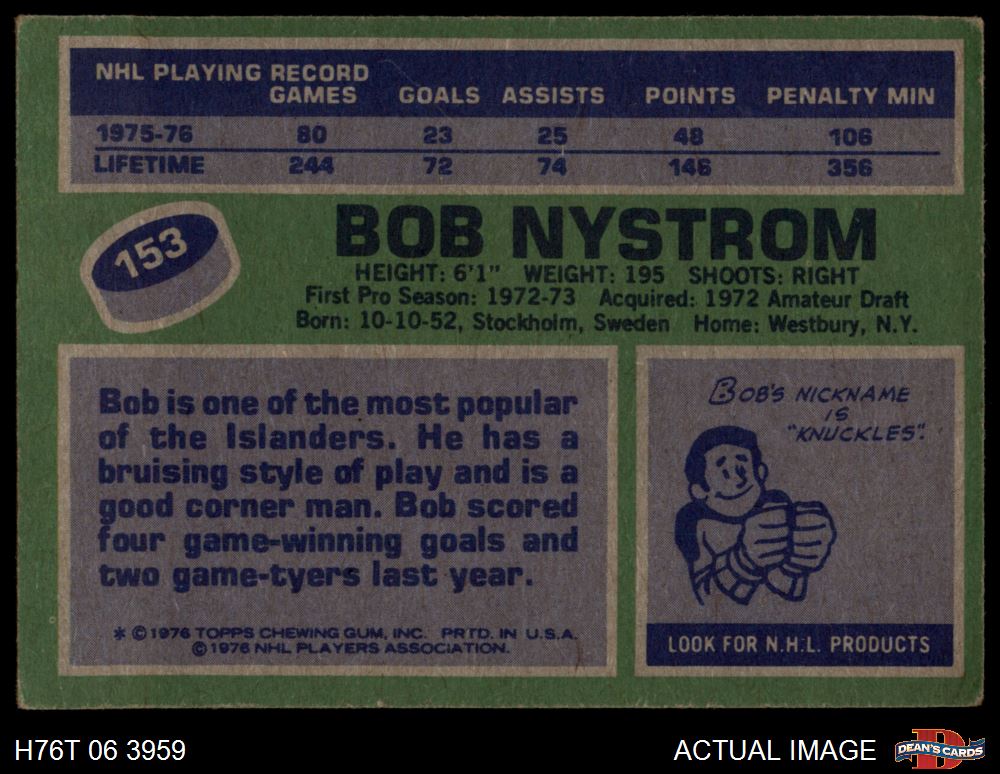 NHL PLAYING RECORD
GAMES GOALS ASSISTS POINTS PENALTY MIN
1975-76 80 23 25 48 106
LIFETIME 244 72 74 146 356
153
BOB NYSTROM
HEIGHT: 6'1" WEIGHT: 195 SHOOTS: RIGHT
First Pro Season: 1972-73 Acquired: 1972 Amateur Draft
Born: 10-10-52, Stockholm, Sweden Home: Westbury, N.Y.
Bob is one of the most popular
of the Islanders. He has a
bruising style of play and is a
good corner man. Bob scored
four game-winning goals and
two game-tyers last year.
* © 1976 TOPPS CHEWING GUM, INC. PRTD. IN U.S.A.
© 1976 NHL PLAYERS ASSOCIATION.
BOB'S NICKNAME
IS
"KNUCKLES".
LOOK FOR N.H.L. PRODUCTS
H76T 06 3959
ACTUAL IMAGE
D
DEAN'S CARDS